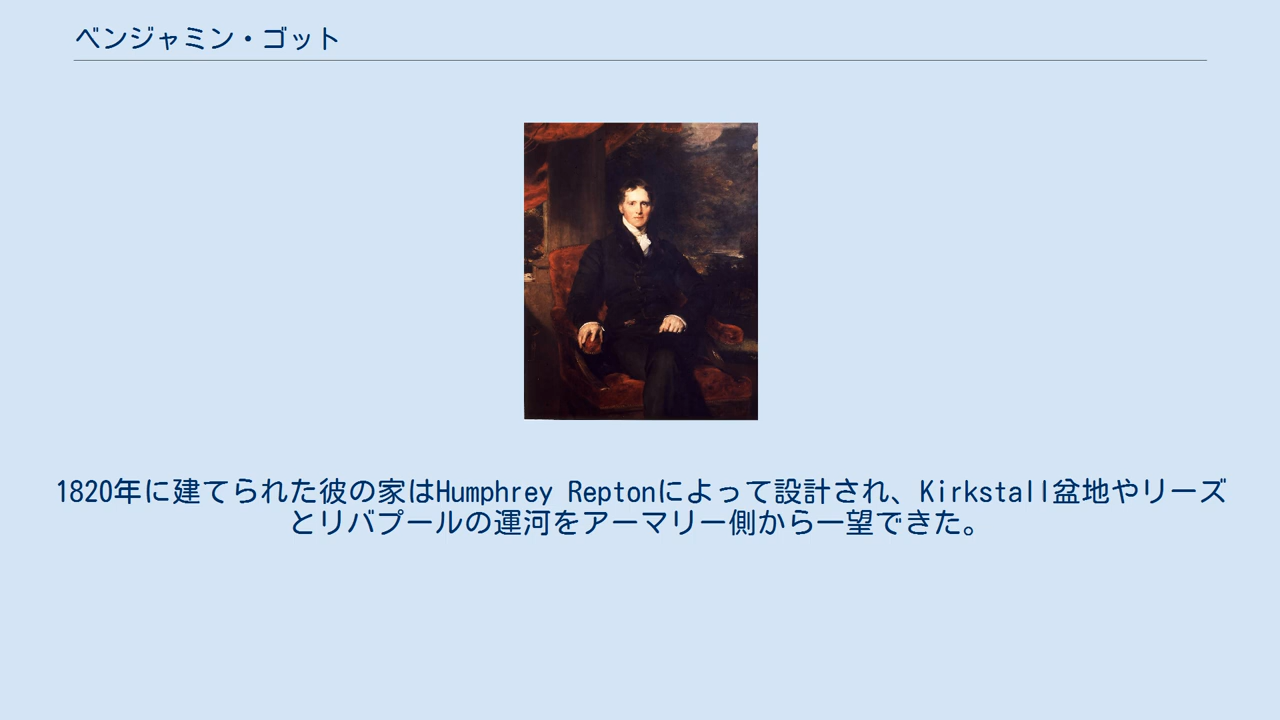 ベンジャミン・ゴット
1820年に建てられた彼の家はHumphrey Reptonによって設計され、Kirkstall盆地やリーズ
とリバプールの運河をアーマリー側から一望できた。